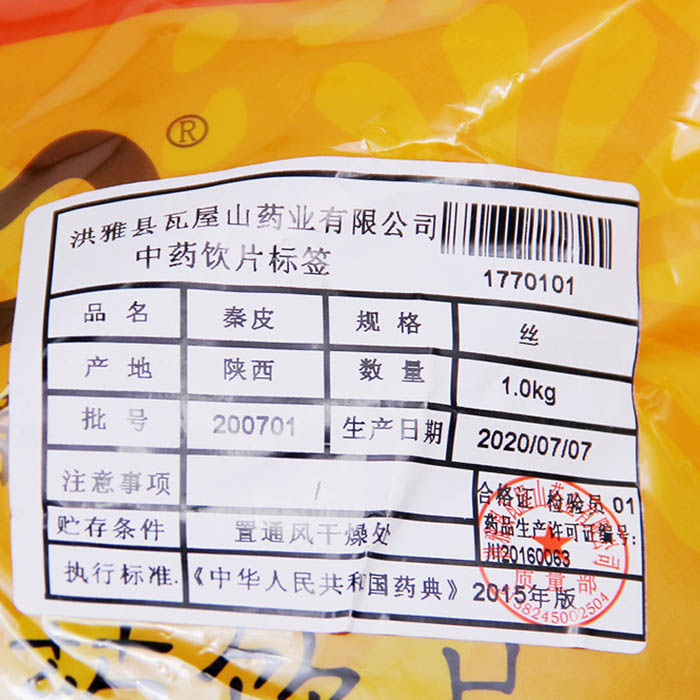 ®
洪雅县瓦屋山药业有限公司
中药饮片标签
1770101
品名 秦皮 规格 丝
产地 陕西 数量 1.0kg
批号 200701 生产日期 2020/07/07
注意事项 /
合格证 检验员 01
药品生产许可证编号:
川20160063
贮存条件 置通风干燥处
执行标准.《中华人民共和国药典》2015年版
质量部